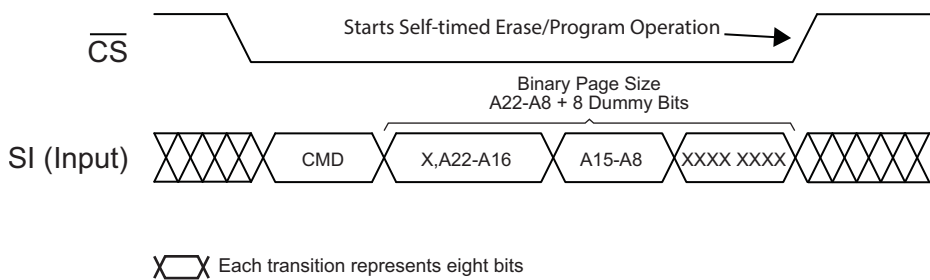 Starts Self-timed Erase/Program Operation
CS
Binary Page Size
A22-A8 + 8 Dummy Bits
SI (Input)
CMD
X,A22-A16
A15-A8
XXXX XXXX
Each transition represents eight bits